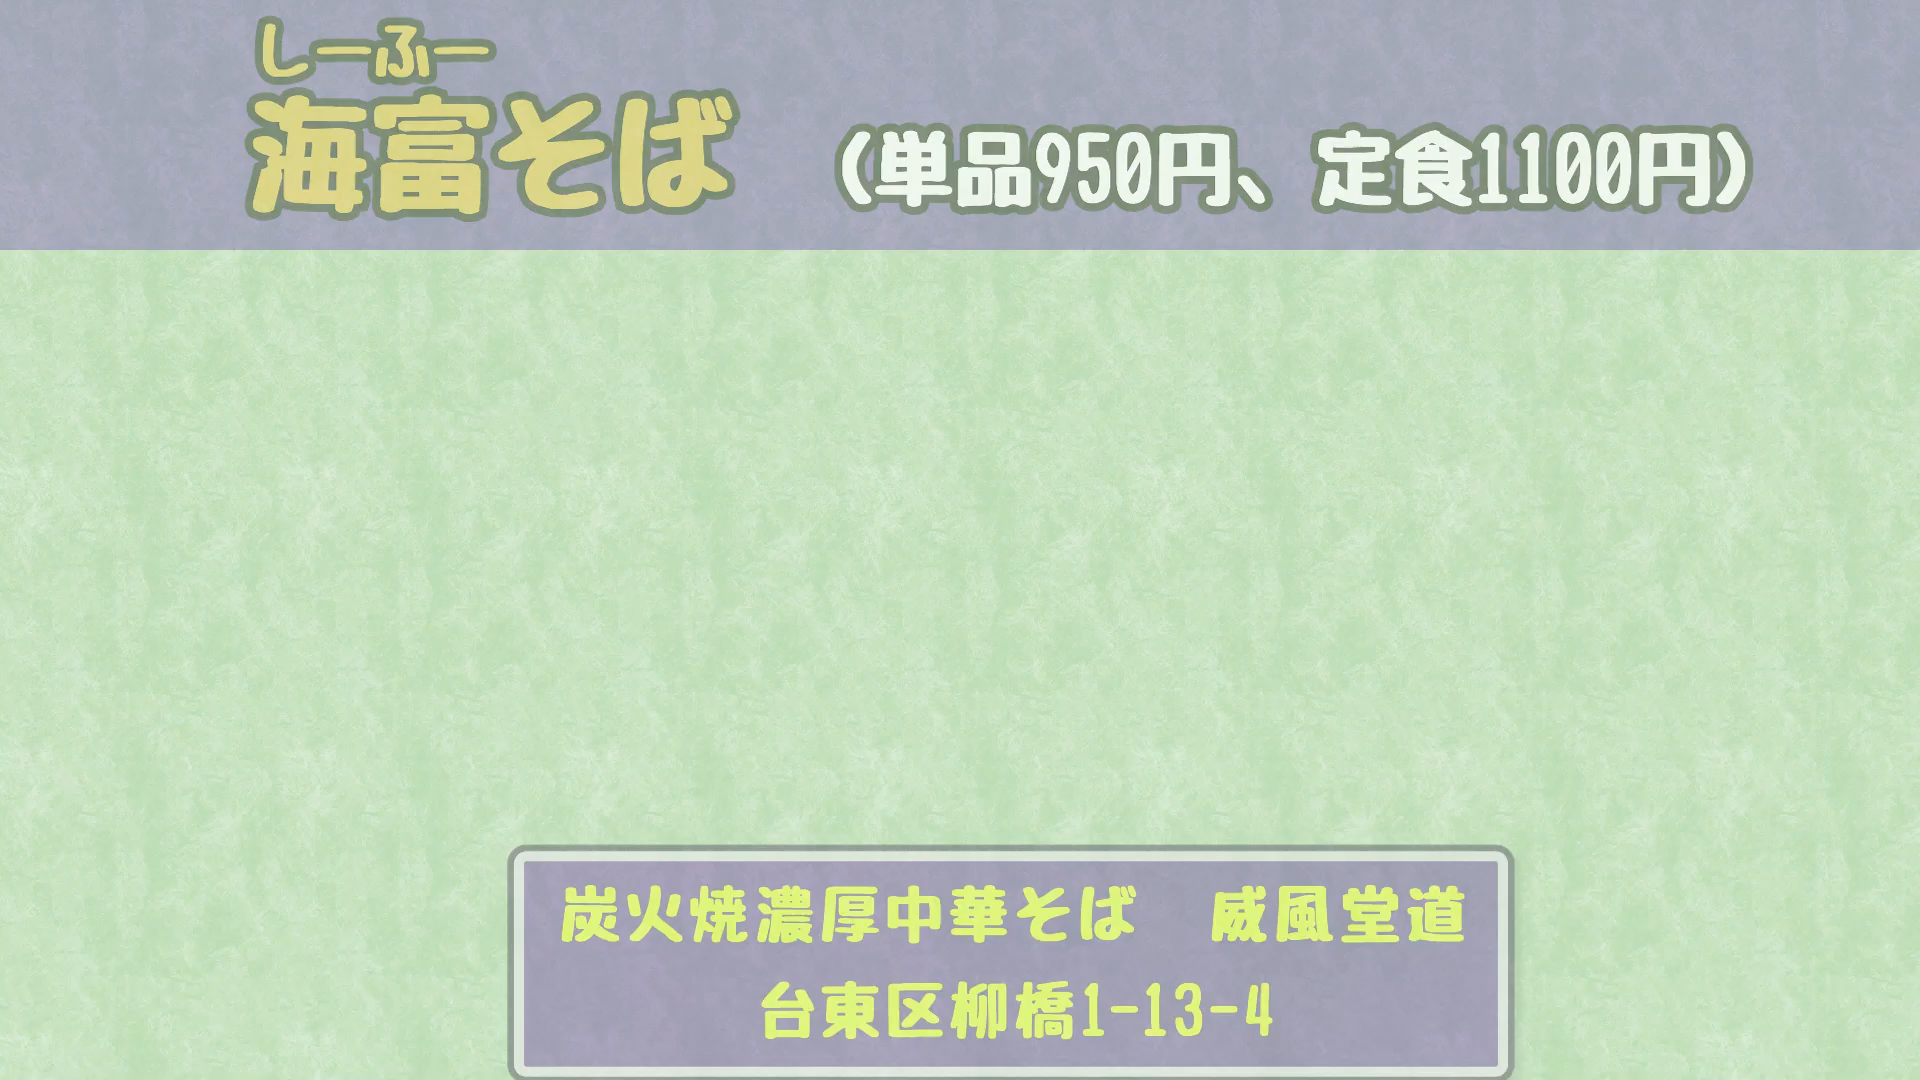 しーふー
海富そば　(単品950円、定食1100円)
炭火焼濃厚中華そば　威風堂道
台東区柳橋1-13-4